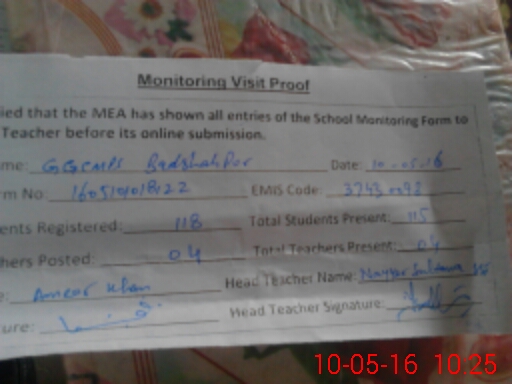 Monitoring Visit Proof
ied that the MEA has shown all entries of the School Monitoring Form to
Teacher before its online submission.
me: GGCMPS Badshahpur Date: 10-05-16
rm No: EMIS Code:
ents Registered: 118 Total Students Present: 115
hers Posted: 04 Total Teachers Present: 04
e: Ameer Khan Head Teacher Name: Nayyar Sultana
ure: Head Teacher Signature:
10-05-16 10:25